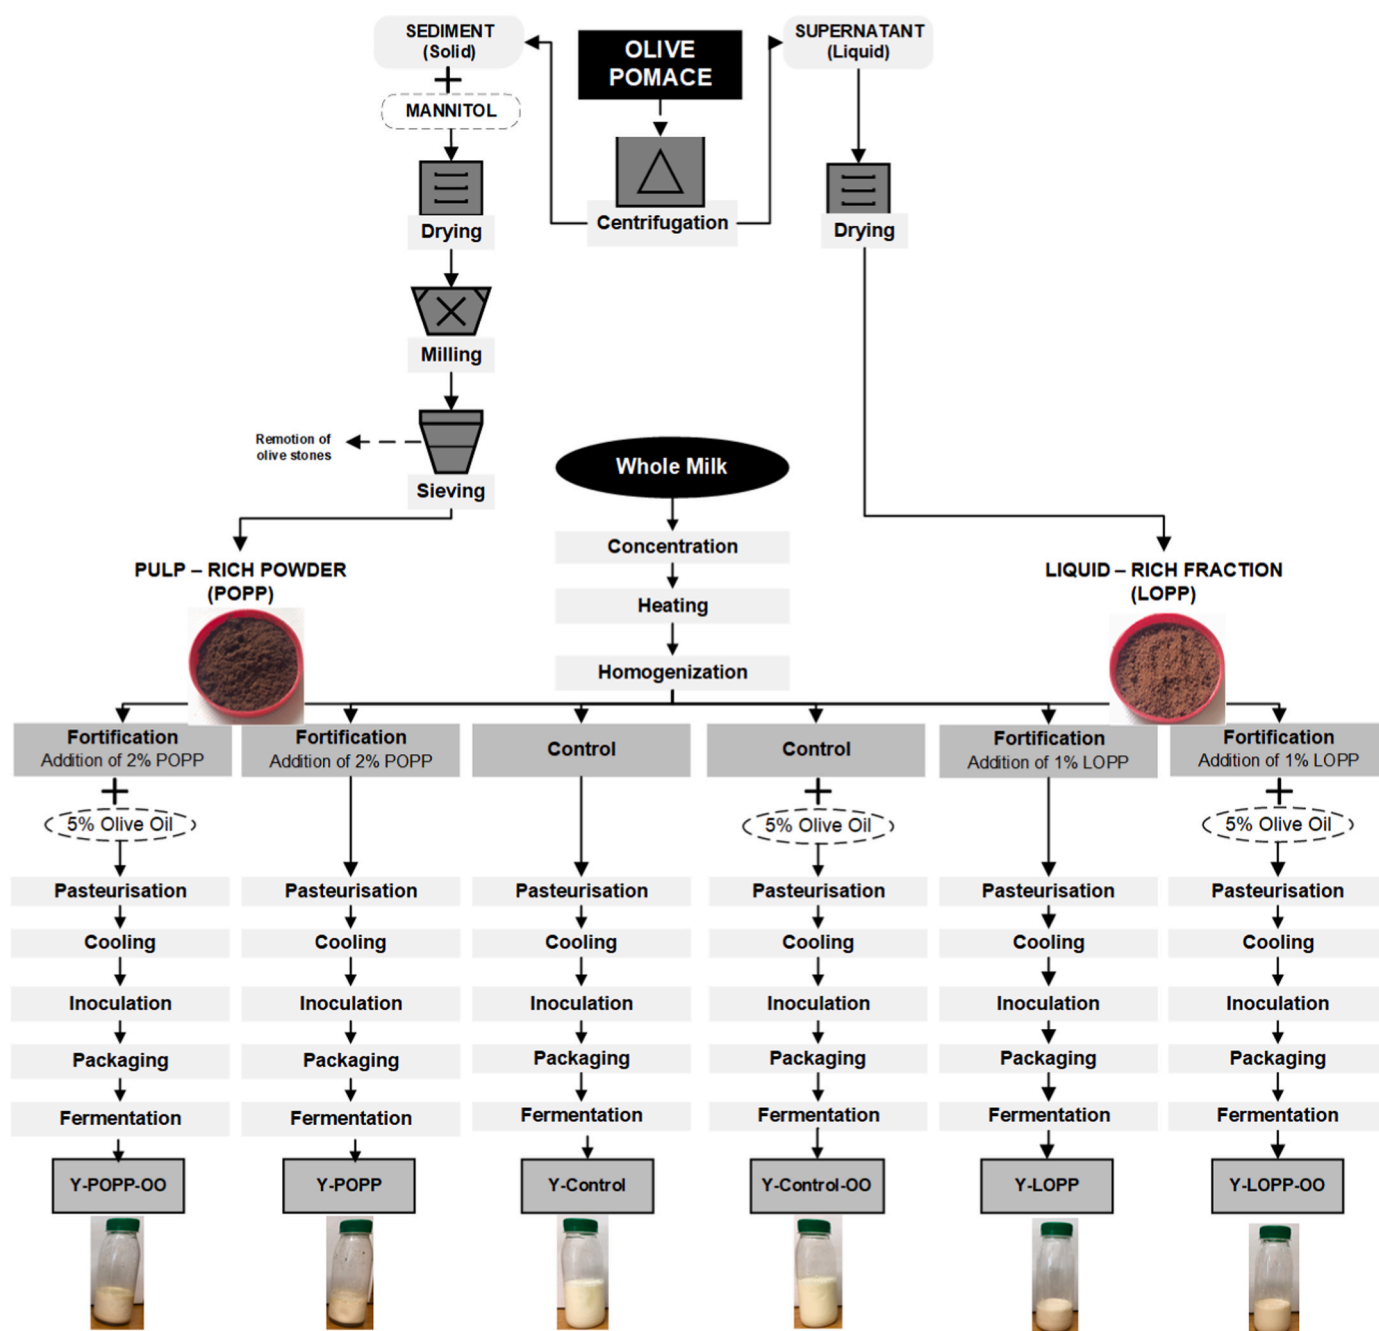 SEDIMENT
(Solid)
OLIVE
POMACE
SUPERNATANT
(Liquid)
MANNITOL
Drying
Centrifugation
Drying
Milling
Remotion of
olive stones
Sieving
Whole Milk
Concentration
Heating
Homogenization
PULP – RICH POWDER
(POPP)
LIQUID – RICH FRACTION
(LOPP)
Fortification
Addition of 2% POPP
Fortification
Addition of 2% POPP
Control
Control
Fortification
Addition of 1% LOPP
Fortification
Addition of 1% LOPP
5% Olive Oil
5% Olive Oil
5% Olive Oil
Pasteurisation
Pasteurisation
Pasteurisation
Pasteurisation
Pasteurisation
Pasteurisation
Cooling
Cooling
Cooling
Cooling
Cooling
Cooling
Inoculation
Inoculation
Inoculation
Inoculation
Inoculation
Inoculation
Packaging
Packaging
Packaging
Packaging
Packaging
Packaging
Fermentation
Fermentation
Fermentation
Fermentation
Fermentation
Fermentation
Y-POPP-OO
Y-POPP
Y-Control
Y-Control-OO
Y-LOPP
Y-LOPP-OO